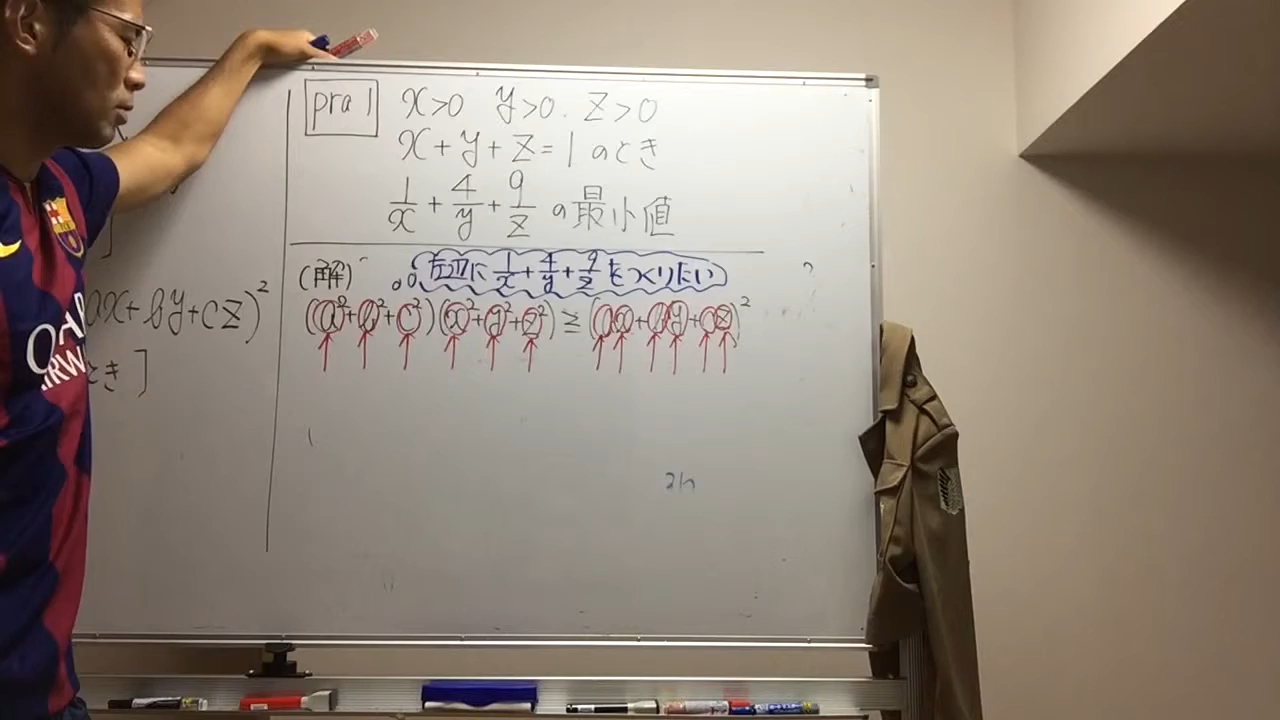 pra 1 x>0 y>0. z>0
x+y+z=1のとき
1/x + 4/y + 9/z の最小値
(解) 左辺に 1/x + 4/y + 9/z をつくりたい
(a²+b²+c²)(x²+y²+z²) ≧ (ax+by+cz)²
ax+by+cz)²
とき]
QA
AIRW